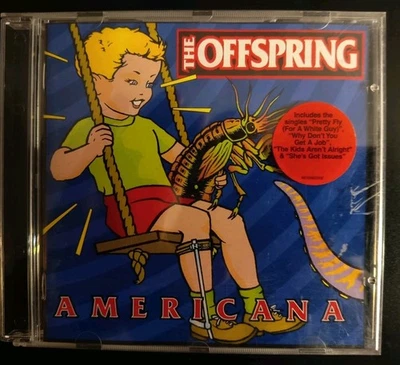 THE OFFSPRING
Includes the
singles "Pretty Fly
(For A White Guy)",
"Why Don't You
Get A Job",
"The Kids Aren't Alright"
& "She's Got Issues"
AMERICANA